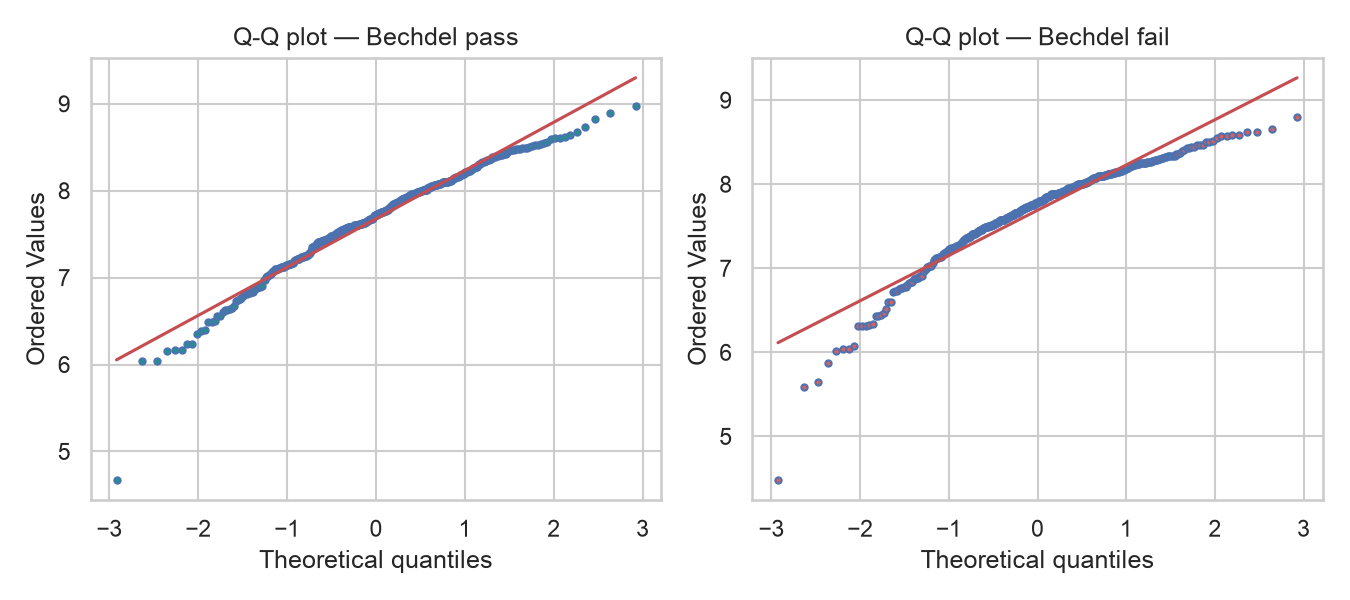 Q-Q plot — Bechdel pass
Ordered Values
9
8
7
6
5
−3 −2 −1 0 1 2 3
Theoretical quantiles
Q-Q plot — Bechdel fail
Ordered Values
9
8
7
6
5
−3 −2 −1 0 1 2 3
Theoretical quantiles